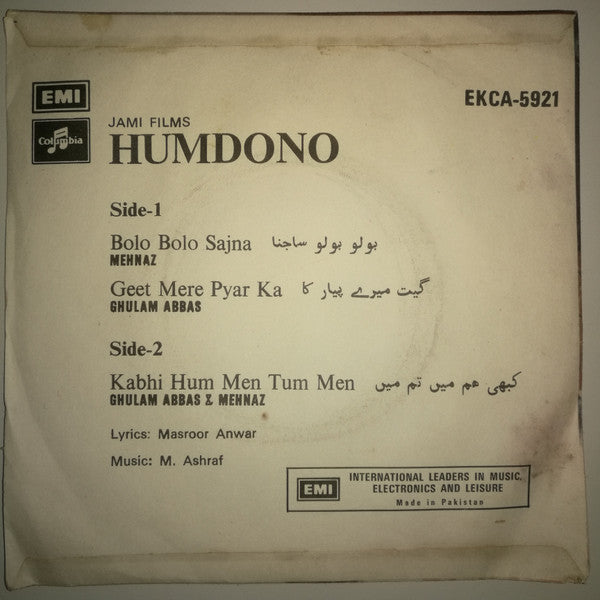 EMI
EKCA-5921
Columbia
JAMI FILMS
HUMDONO
Side-1
Bolo Bolo Sajna بولو بولو ساجنا
MEHNAZ
Geet Mere Pyar Ka گیت میرے پیار کا
GHULAM ABBAS
Side-2
Kabhi Hum Men Tum Men کبھی ھم میں تم میں
GHULAM ABBAS & MEHNAZ
Lyrics: Masroor Anwar
Music: M. Ashraf
EMI
INTERNATIONAL LEADERS IN MUSIC,
ELECTRONICS AND LEISURE
Made in Pakistan